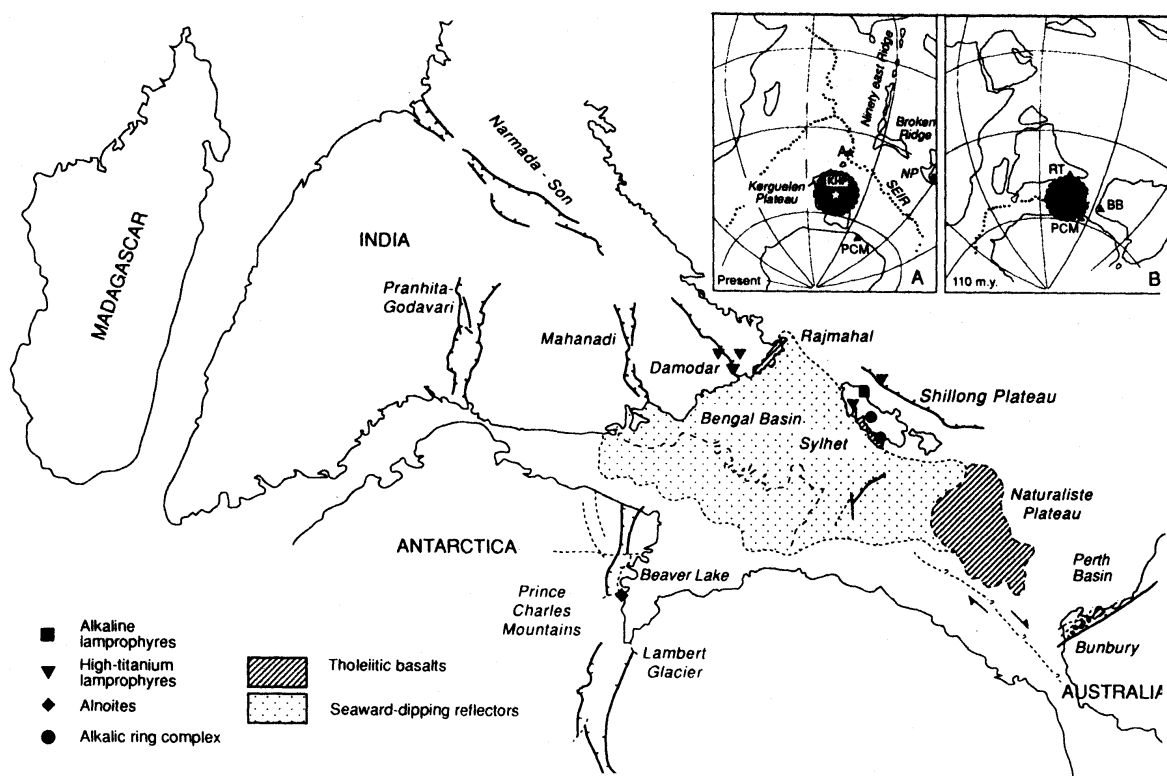 MADAGASCAR
INDIA
Narmada - Son
Pranhita-
Godavari
Mahanadi
Damodar
Rajmahal
Shillong Plateau
Bengal Basin
Sylhet
Naturaliste
Plateau
ANTARCTICA
Beaver Lake
Prince
Charles
Mountains
Lambert
Glacier
Perth
Basin
Bunbury
AUSTRALIA
Ninety east Ridge
Broken
Ridge
NP
KHP
Kerguelen
Plateau
SEIR
PCM
Present
A
RT
BB
PCM
110 m.y.
B
Alkaline
lamprophyres
High-titanium
lamprophyres
Alnoites
Alkalic ring complex
Tholeiitic basalts
Seaward-dipping reflectors